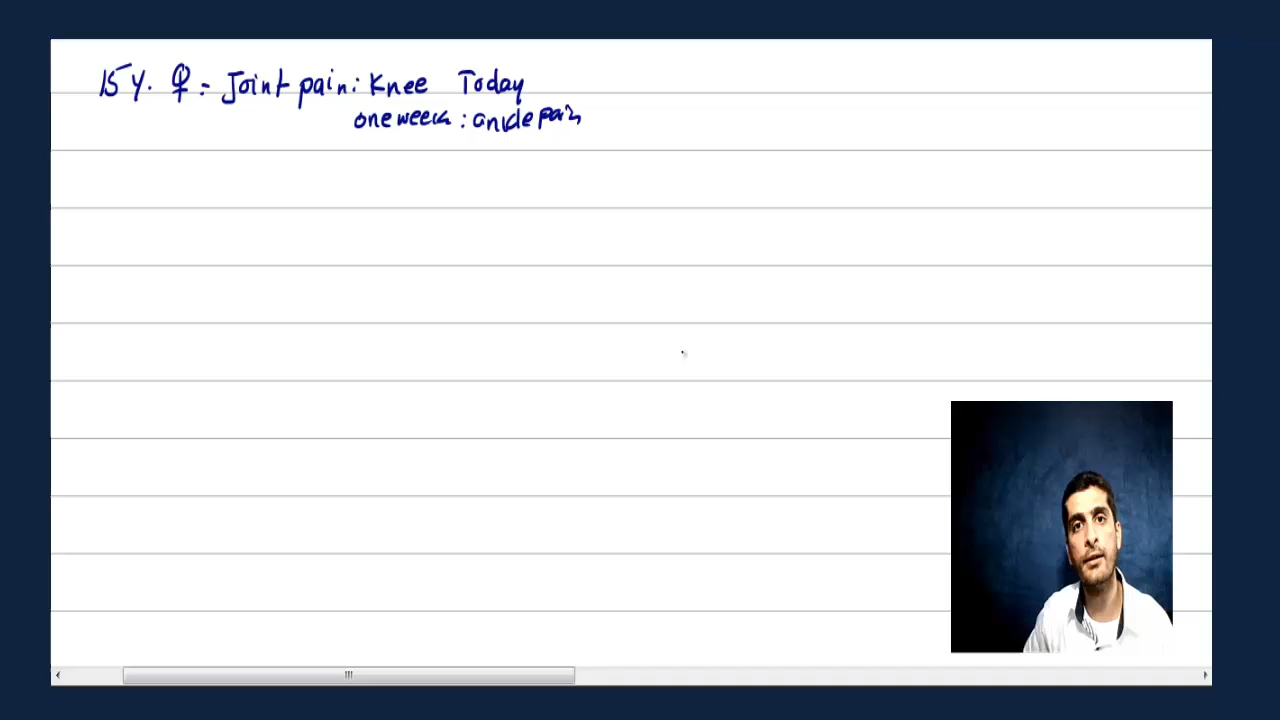 15 Y. ♀ = Joint pain: Knee Today
one week : ankle pain